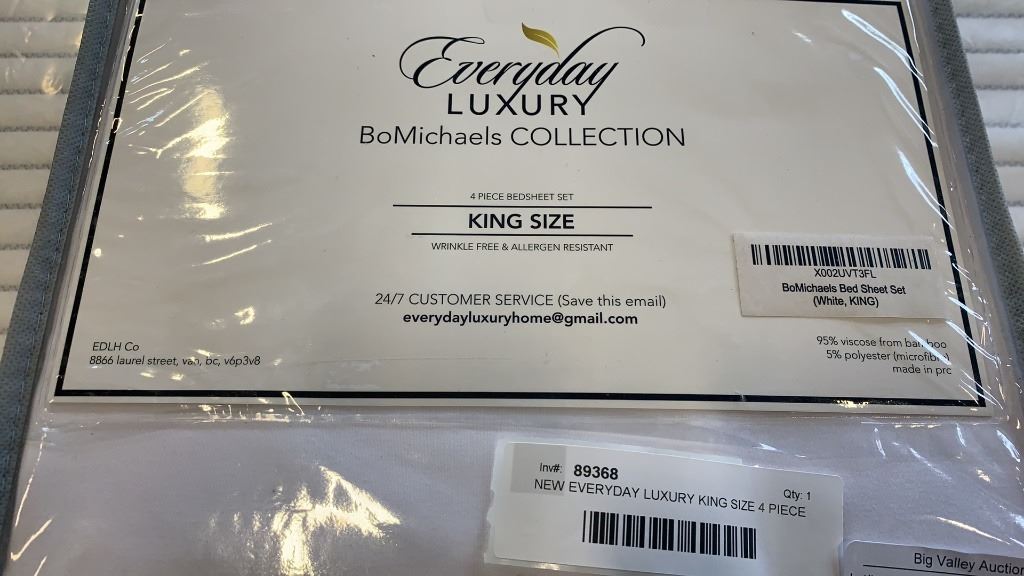 Everyday
LUXURY
BoMichaels COLLECTION
4 PIECE BEDSHEET SET
KING SIZE
WRINKLE FREE & ALLERGEN RESISTANT
X002UVT3FL
BoMichaels Bed Sheet Set
(White, KING)
24/7 CUSTOMER SERVICE (Save this email)
everydayluxuryhome@gmail.com
EDLH Co
8866 laurel street, van, bc, v6p3v8
95% viscose from bamboo
5% polyester (microfibre)
made in prc
Inv#: 89368
Qty: 1
NEW EVERYDAY LUXURY KING SIZE 4 PIECE
Big Valley Auction